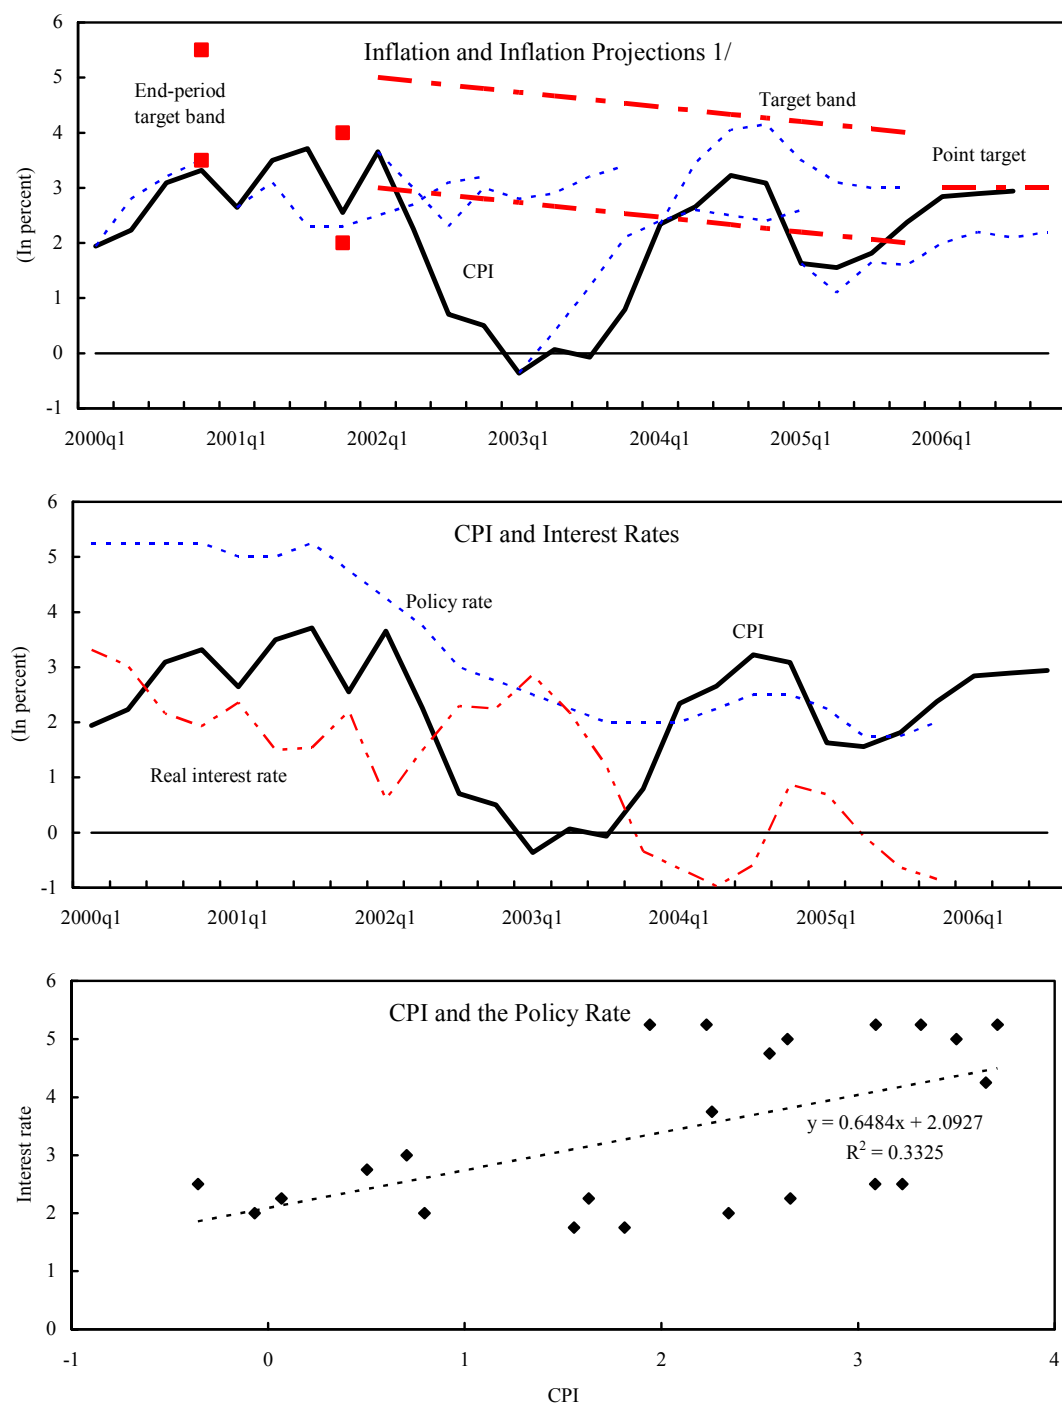 Inflation and Inflation Projections 1/
(In percent)
6
5
4
3
2
1
0
-1
End-period
target band
Target band
Point target
CPI
2000q1 2001q1 2002q1 2003q1 2004q1 2005q1 2006q1
CPI and Interest Rates
(In percent)
6
5
4
3
2
1
0
-1
Policy rate
CPI
Real interest rate
2000q1 2001q1 2002q1 2003q1 2004q1 2005q1 2006q1
CPI and the Policy Rate
Interest rate
6
5
4
3
2
1
0
y = 0.6484x + 2.0927
R² = 0.3325
-1 0 1 2 3 4
CPI